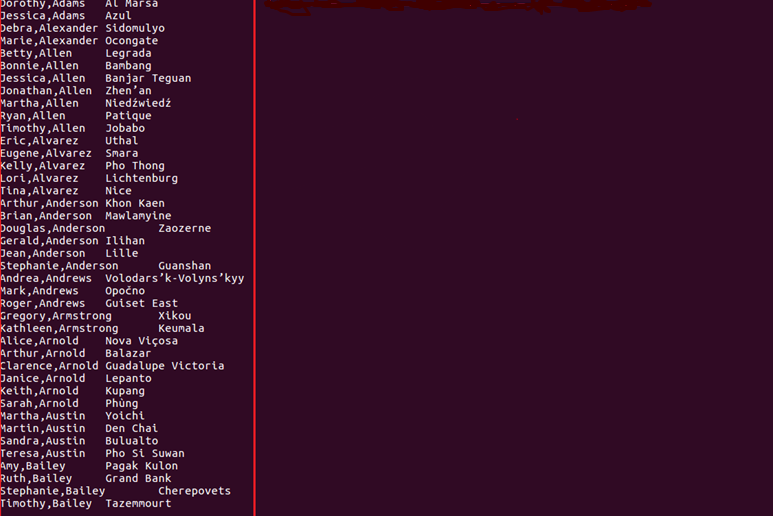 Dorothy,Adams Al Marsa
Jessica,Adams Azul
Debra,Alexander Sidomulyo
Marie,Alexander Ocongate
Betty,Allen Legrada
Bonnie,Allen Bambang
Jessica,Allen Banjar Teguan
Jonathan,Allen Zhen’an
Martha,Allen Niedźwiedź
Ryan,Allen Patique
Timothy,Allen Jobabo
Eric,Alvarez Uthal
Eugene,Alvarez Smara
Kelly,Alvarez Pho Thong
Lori,Alvarez Lichtenburg
Tina,Alvarez Nice
Arthur,Anderson Khon Kaen
Brian,Anderson Mawlamyine
Douglas,Anderson Zaozerne
Gerald,Anderson Ilihan
Jean,Anderson Lille
Stephanie,Anderson Guanshan
Andrea,Andrews Volodars’k-Volyns’kyy
Mark,Andrews Opočno
Roger,Andrews Guiset East
Gregory,Armstrong Xikou
Kathleen,Armstrong Keumala
Alice,Arnold Nova Viçosa
Arthur,Arnold Balazar
Clarence,Arnold Guadalupe Victoria
Janice,Arnold Lepanto
Keith,Arnold Kupang
Sarah,Arnold Phùng
Martha,Austin Yoichi
Martin,Austin Den Chai
Sandra,Austin Bulualto
Teresa,Austin Pho Si Suwan
Amy,Bailey Pagak Kulon
Ruth,Bailey Grand Bank
Stephanie,Bailey Cherepovets
Timothy,Bailey Tazemmourt